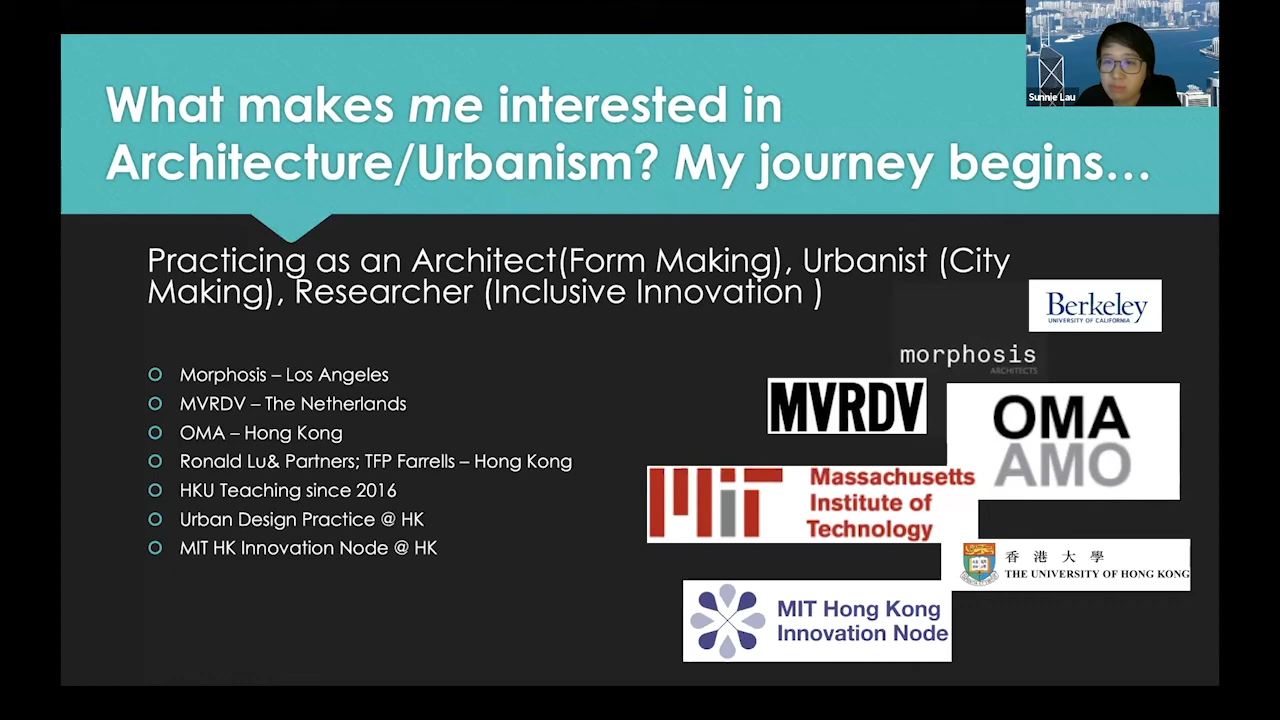 What makes me interested in
Architecture/Urbanism? My journey begins...
Sunnie Lau
Practicing as an Architect(Form Making), Urbanist (City
Making), Researcher (Inclusive Innovation )
Berkeley
UNIVERSITY OF CALIFORNIA
morphosis
ARCHITECTS
Morphosis – Los Angeles
MVRDV – The Netherlands
OMA – Hong Kong
Ronald Lu& Partners; TFP Farrells – Hong Kong
HKU Teaching since 2016
Urban Design Practice @ HK
MIT HK Innovation Node @ HK
MVRDV
OMA
AMO
MIT
Massachusetts
Institute of
Technology
香港大學
THE UNIVERSITY OF HONG KONG
MIT Hong Kong
Innovation Node